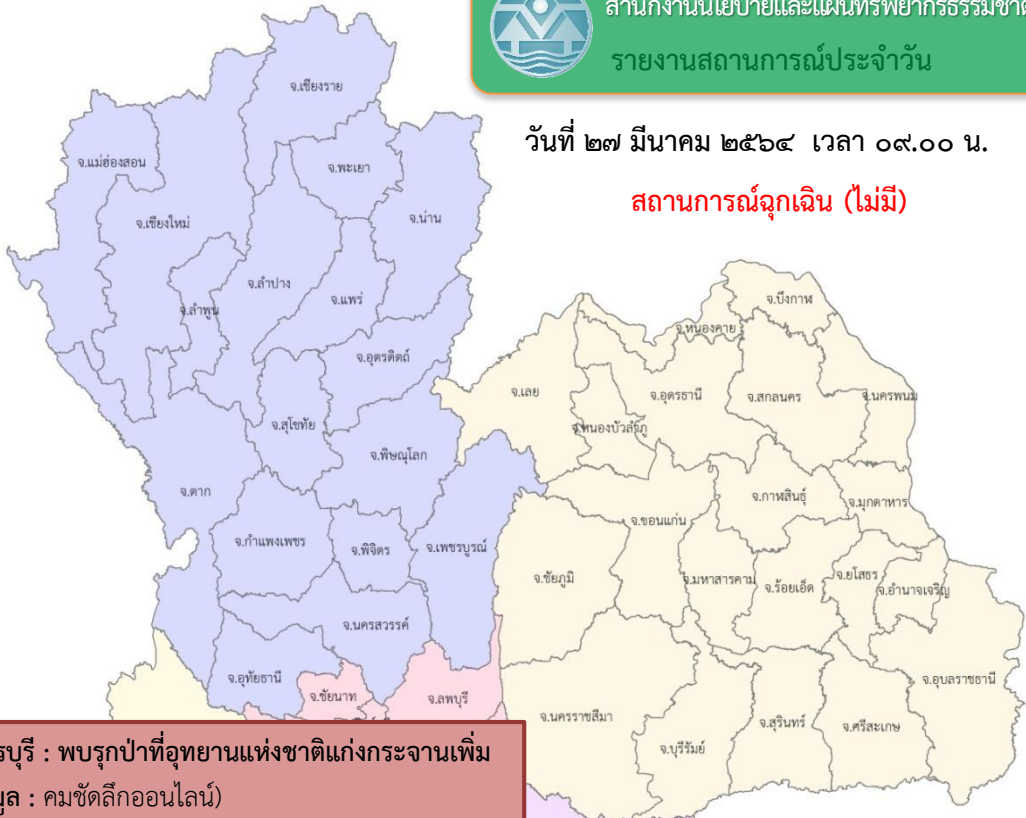 สำนักงานนโยบายและแผนทรัพยากรธรรมชาติ
รายงานสถานการณ์ประจำวัน
วันที่ ๒๗ มีนาคม ๒๕๖๔ เวลา ๐๙.๐๐ น.
สถานการณ์ฉุกเฉิน (ไม่มี)
จ.เชียงราย
จ.แม่ฮ่องสอน
จ.พะเยา
จ.เชียงใหม่
จ.น่าน
จ.ลำปาง
จ.แพร่
จ.ลำพูน
จ.อุตรดิตถ์
จ.สุโขทัย
จ.พิษณุโลก
จ.ตาก
จ.กำแพงเพชร
จ.พิจิตร
จ.เพชรบูรณ์
จ.นครสวรรค์
จ.อุทัยธานี
จ.ชัยนาท
จ.ลพบุรี
จ.บึงกาฬ
จ.หนองคาย
จ.เลย
จ.อุดรธานี
จ.สกลนคร
จ.นครพนม
จ.หนองบัวลำภู
จ.กาฬสินธุ์
จ.มุกดาหาร
จ.ขอนแก่น
จ.ชัยภูมิ
จ.มหาสารคาม
จ.ร้อยเอ็ด
จ.ยโสธร
จ.อำนาจเจริญ
จ.อุบลราชธานี
จ.นครราชสีมา
จ.บุรีรัมย์
จ.สุรินทร์
จ.ศรีสะเกษ
รบุรี : พบรุกป่าที่อุทยานแห่งชาติแก่งกระจานเพิ่ม
มูล : คมชัดลึกออนไลน์)